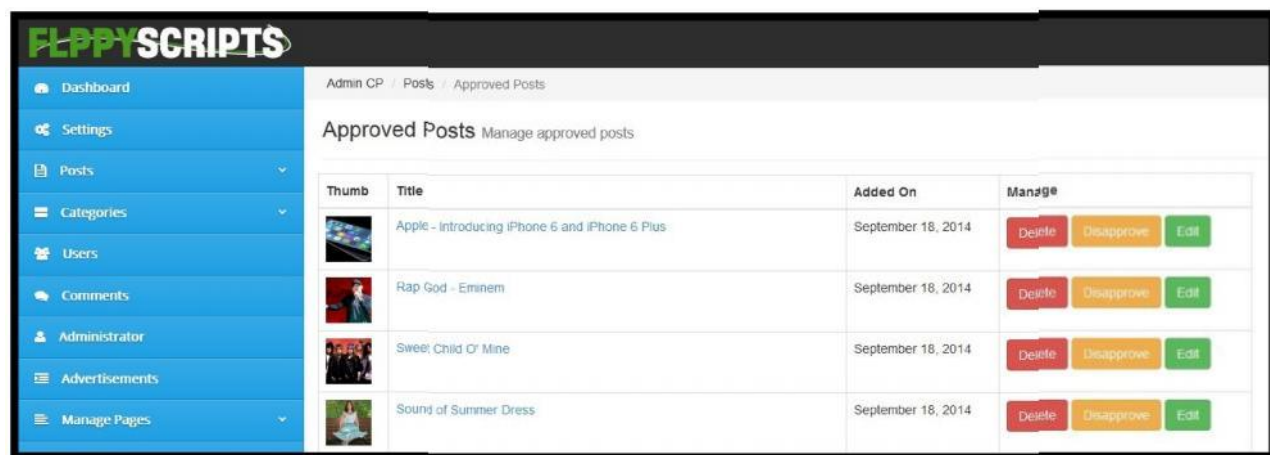 FLPPYSCRIPTS
Dashboard
Settings
Posts
Categories
Users
Comments
Administrator
Advertisements
Manage Pages
Admin CP / Posts / Approved Posts
Approved Posts Manage approved posts
Thumb Title Added On Manage
Apple - Introducing iPhone 6 and iPhone 6 Plus September 18, 2014 Delete Disapprove Edit
Rap God - Eminem September 18, 2014 Delete Disapprove Edit
Sweet Child O' Mine September 18, 2014 Delete Disapprove Edit
Sound of Summer Dress September 18, 2014 Delete Disapprove Edit